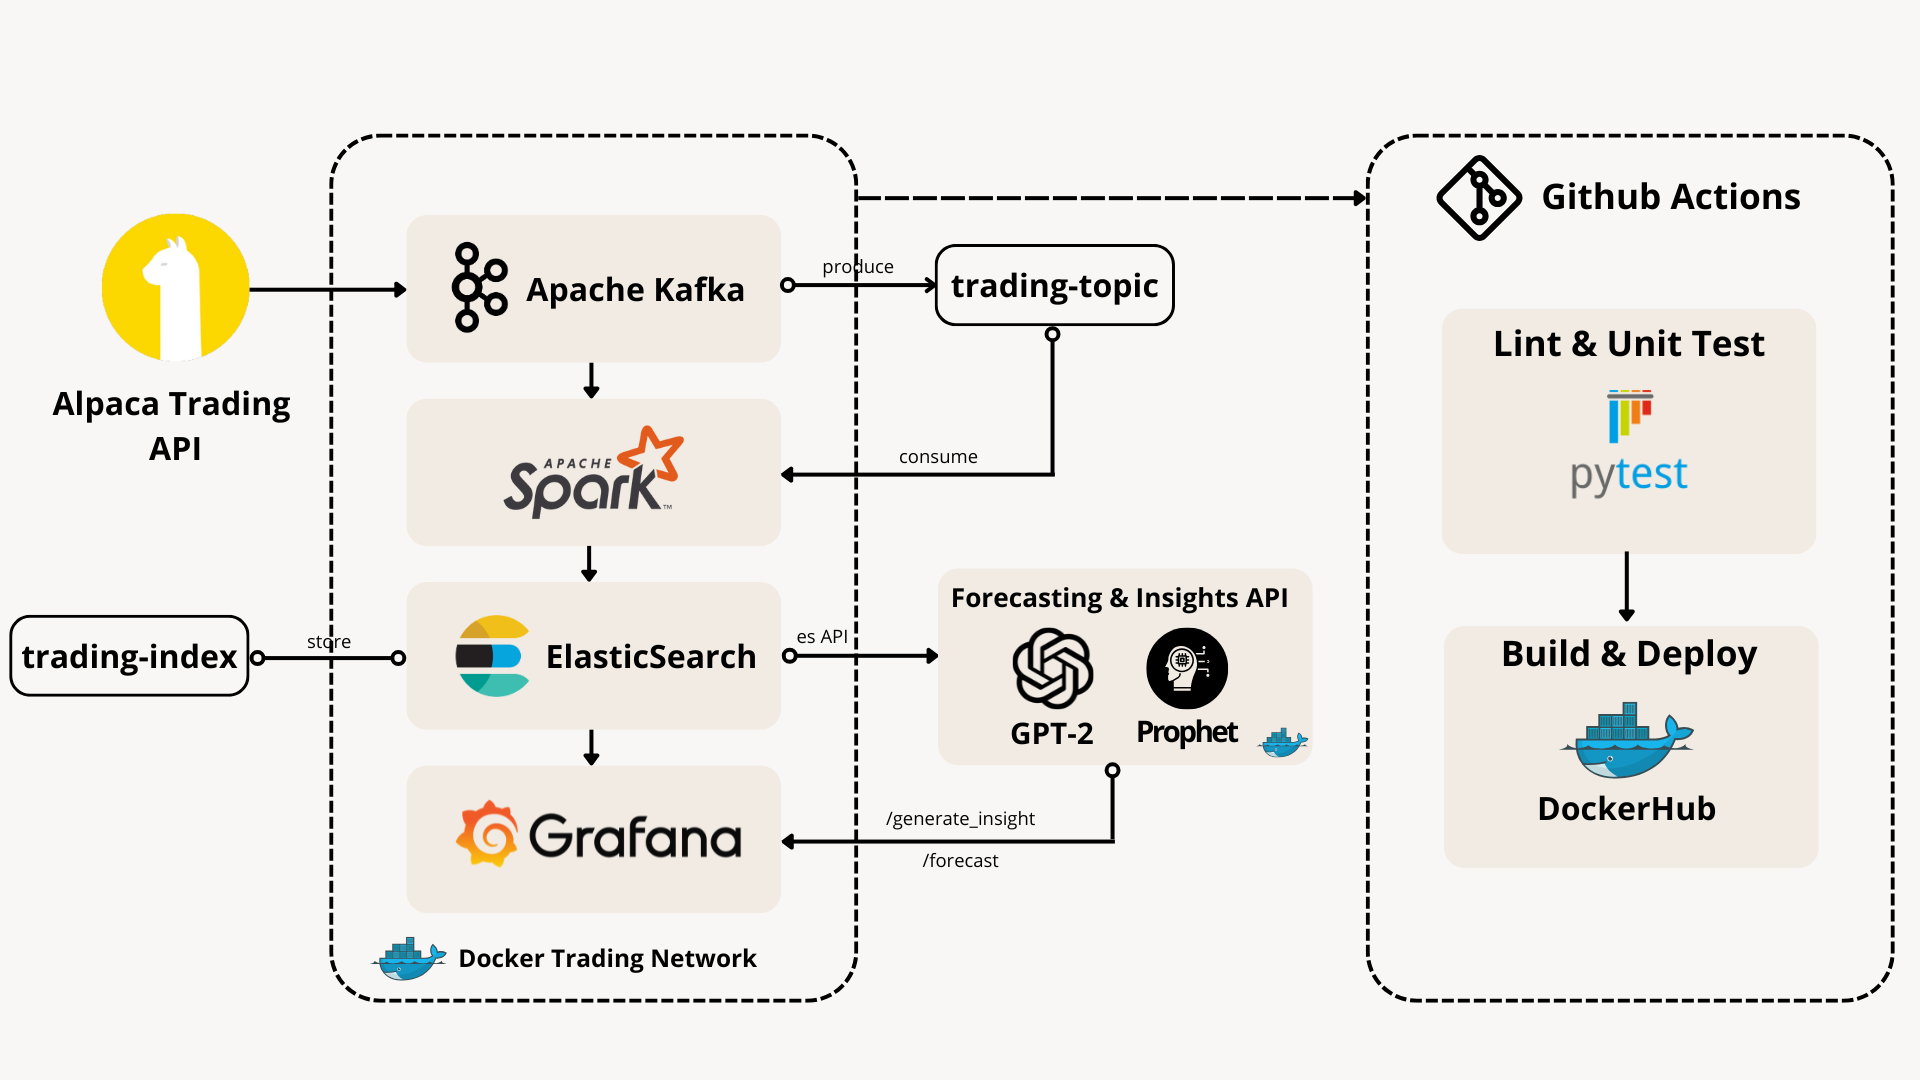 Alpaca Trading
API
Apache Kafka
produce
trading-topic
APACHE
Spark™
consume
trading-index
store
ElasticSearch
es API
Forecasting & Insights API
GPT-2
Prophet
Grafana
/generate_insight
/forecast
Docker Trading Network
Github Actions
Lint & Unit Test
pytest
Build & Deploy
DockerHub